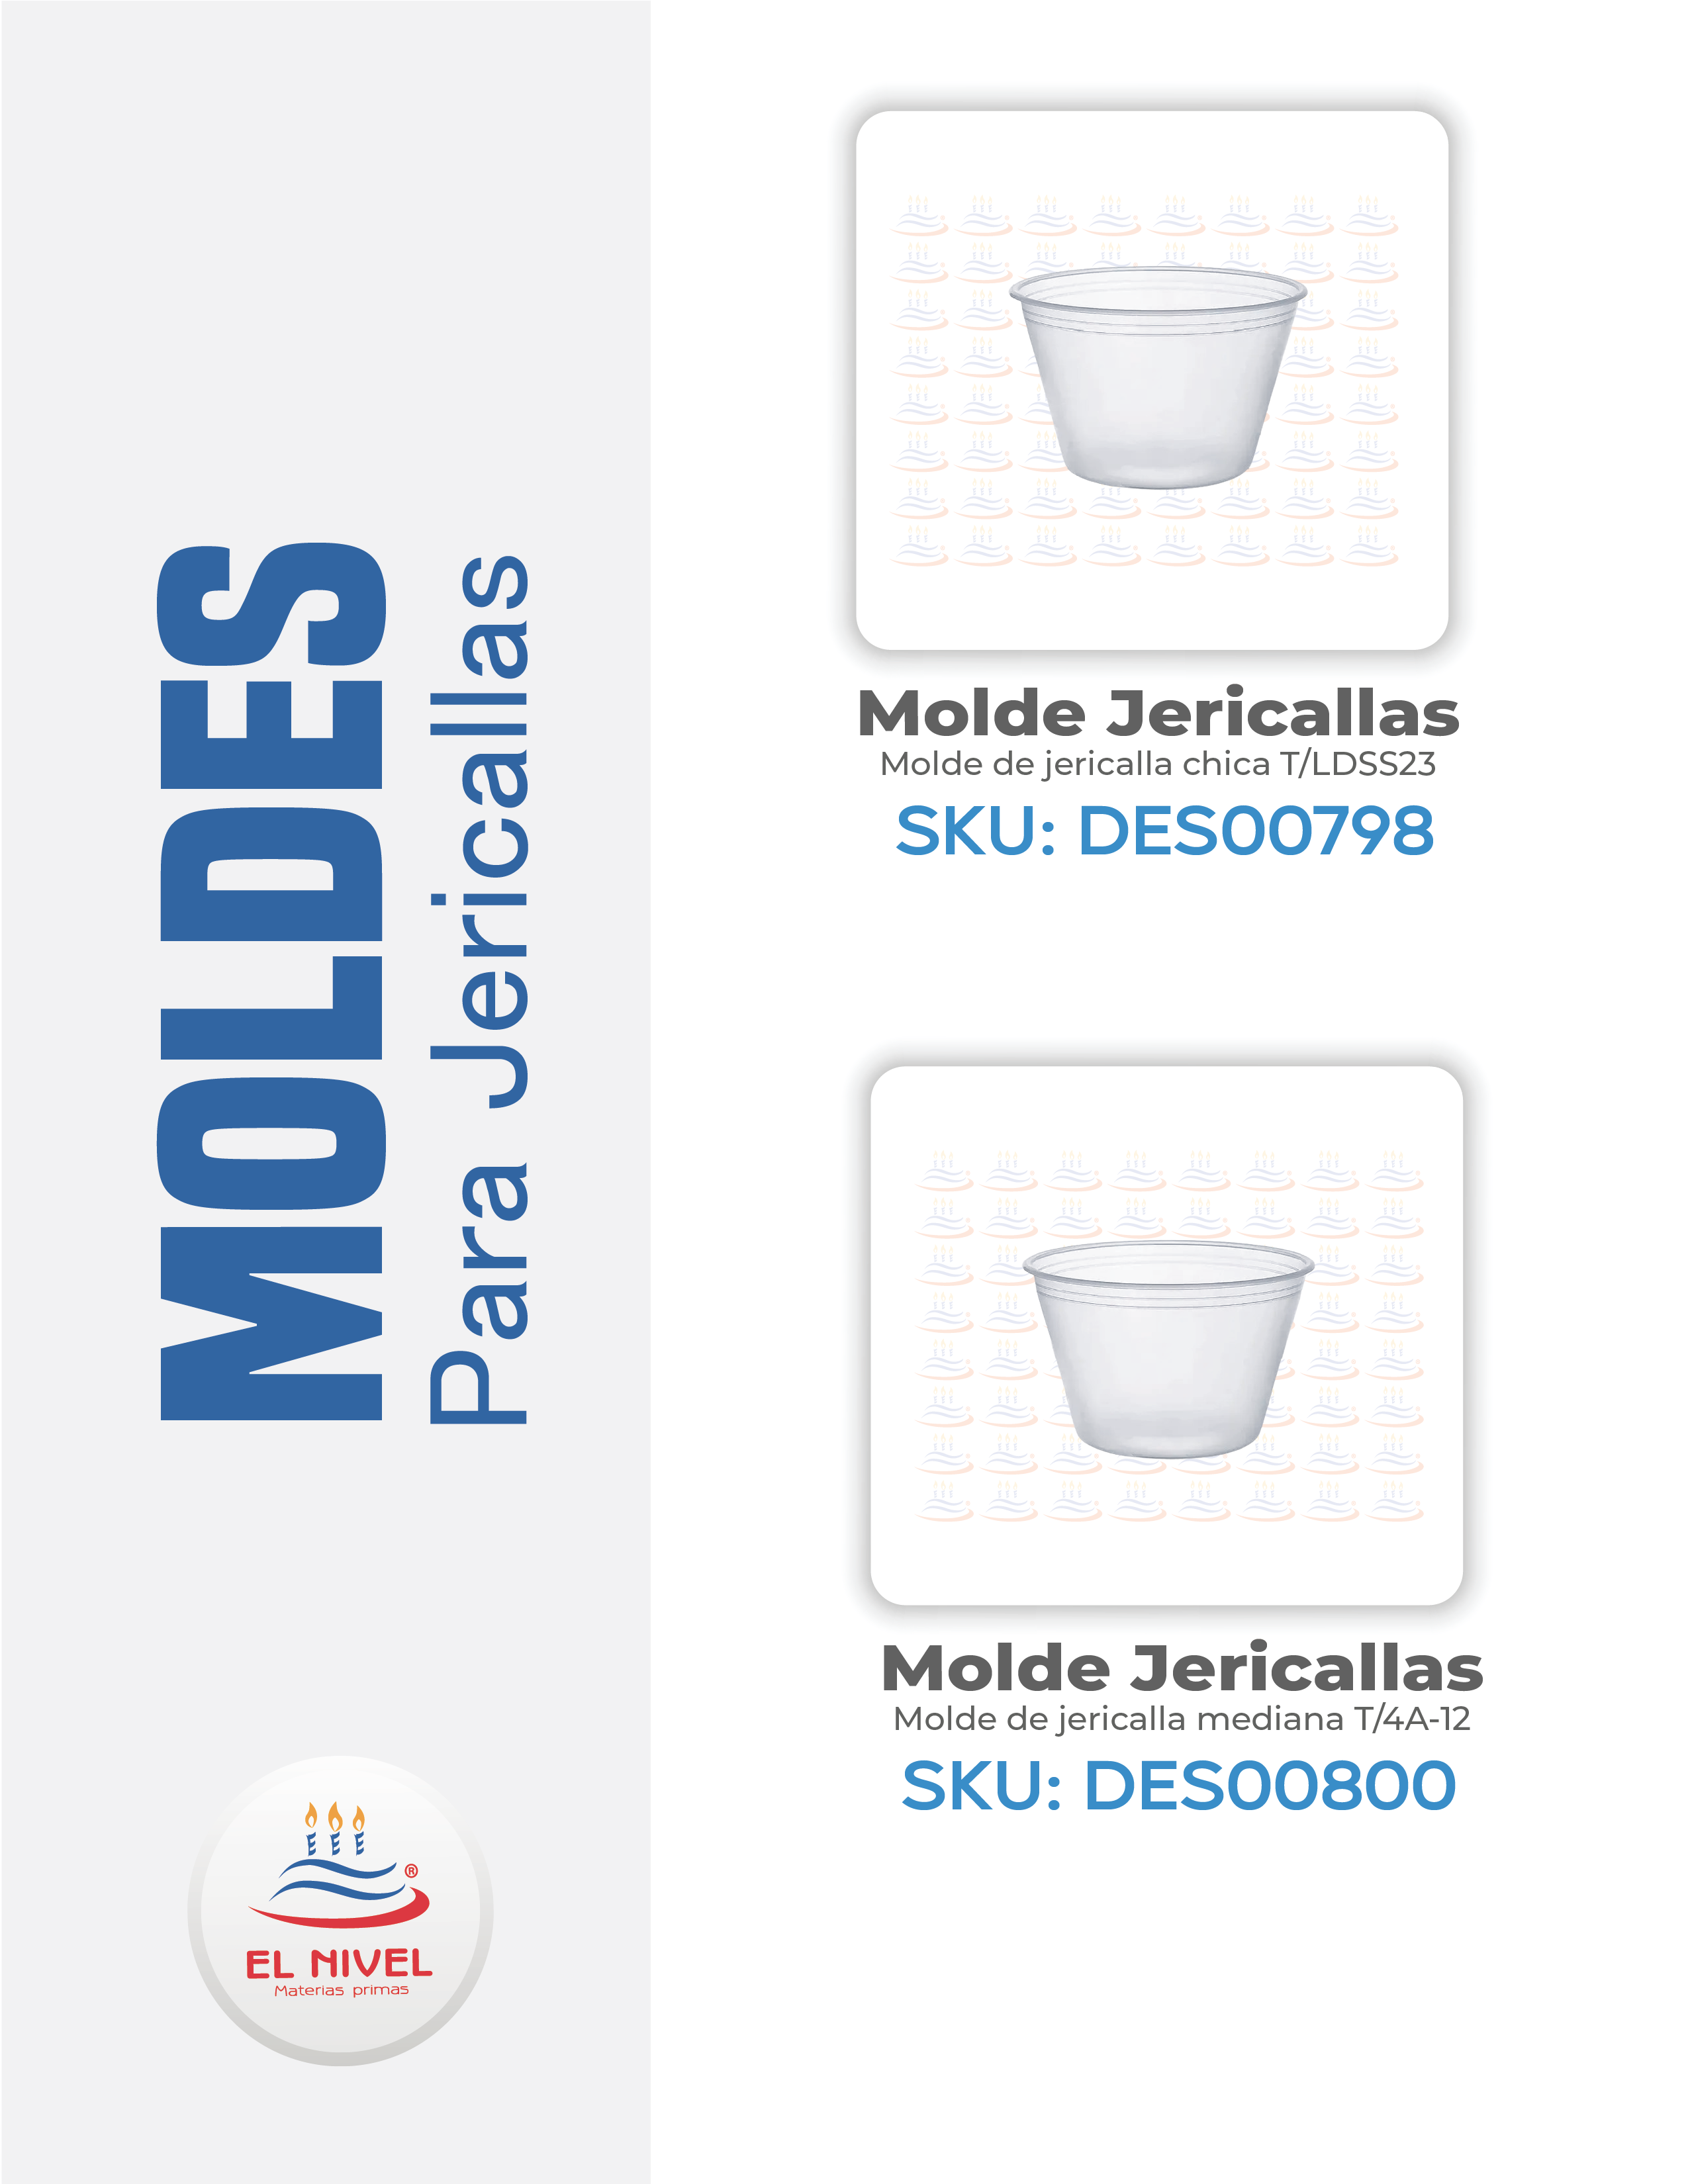 MOLDES
Para Jericallas
Molde Jericallas
Molde de jericalla chica T/LDSS23
SKU: DES00798
Molde Jericallas
Molde de jericalla mediana T/4A-12
SKU: DES00800
®
EL NIVEL
Materias primas